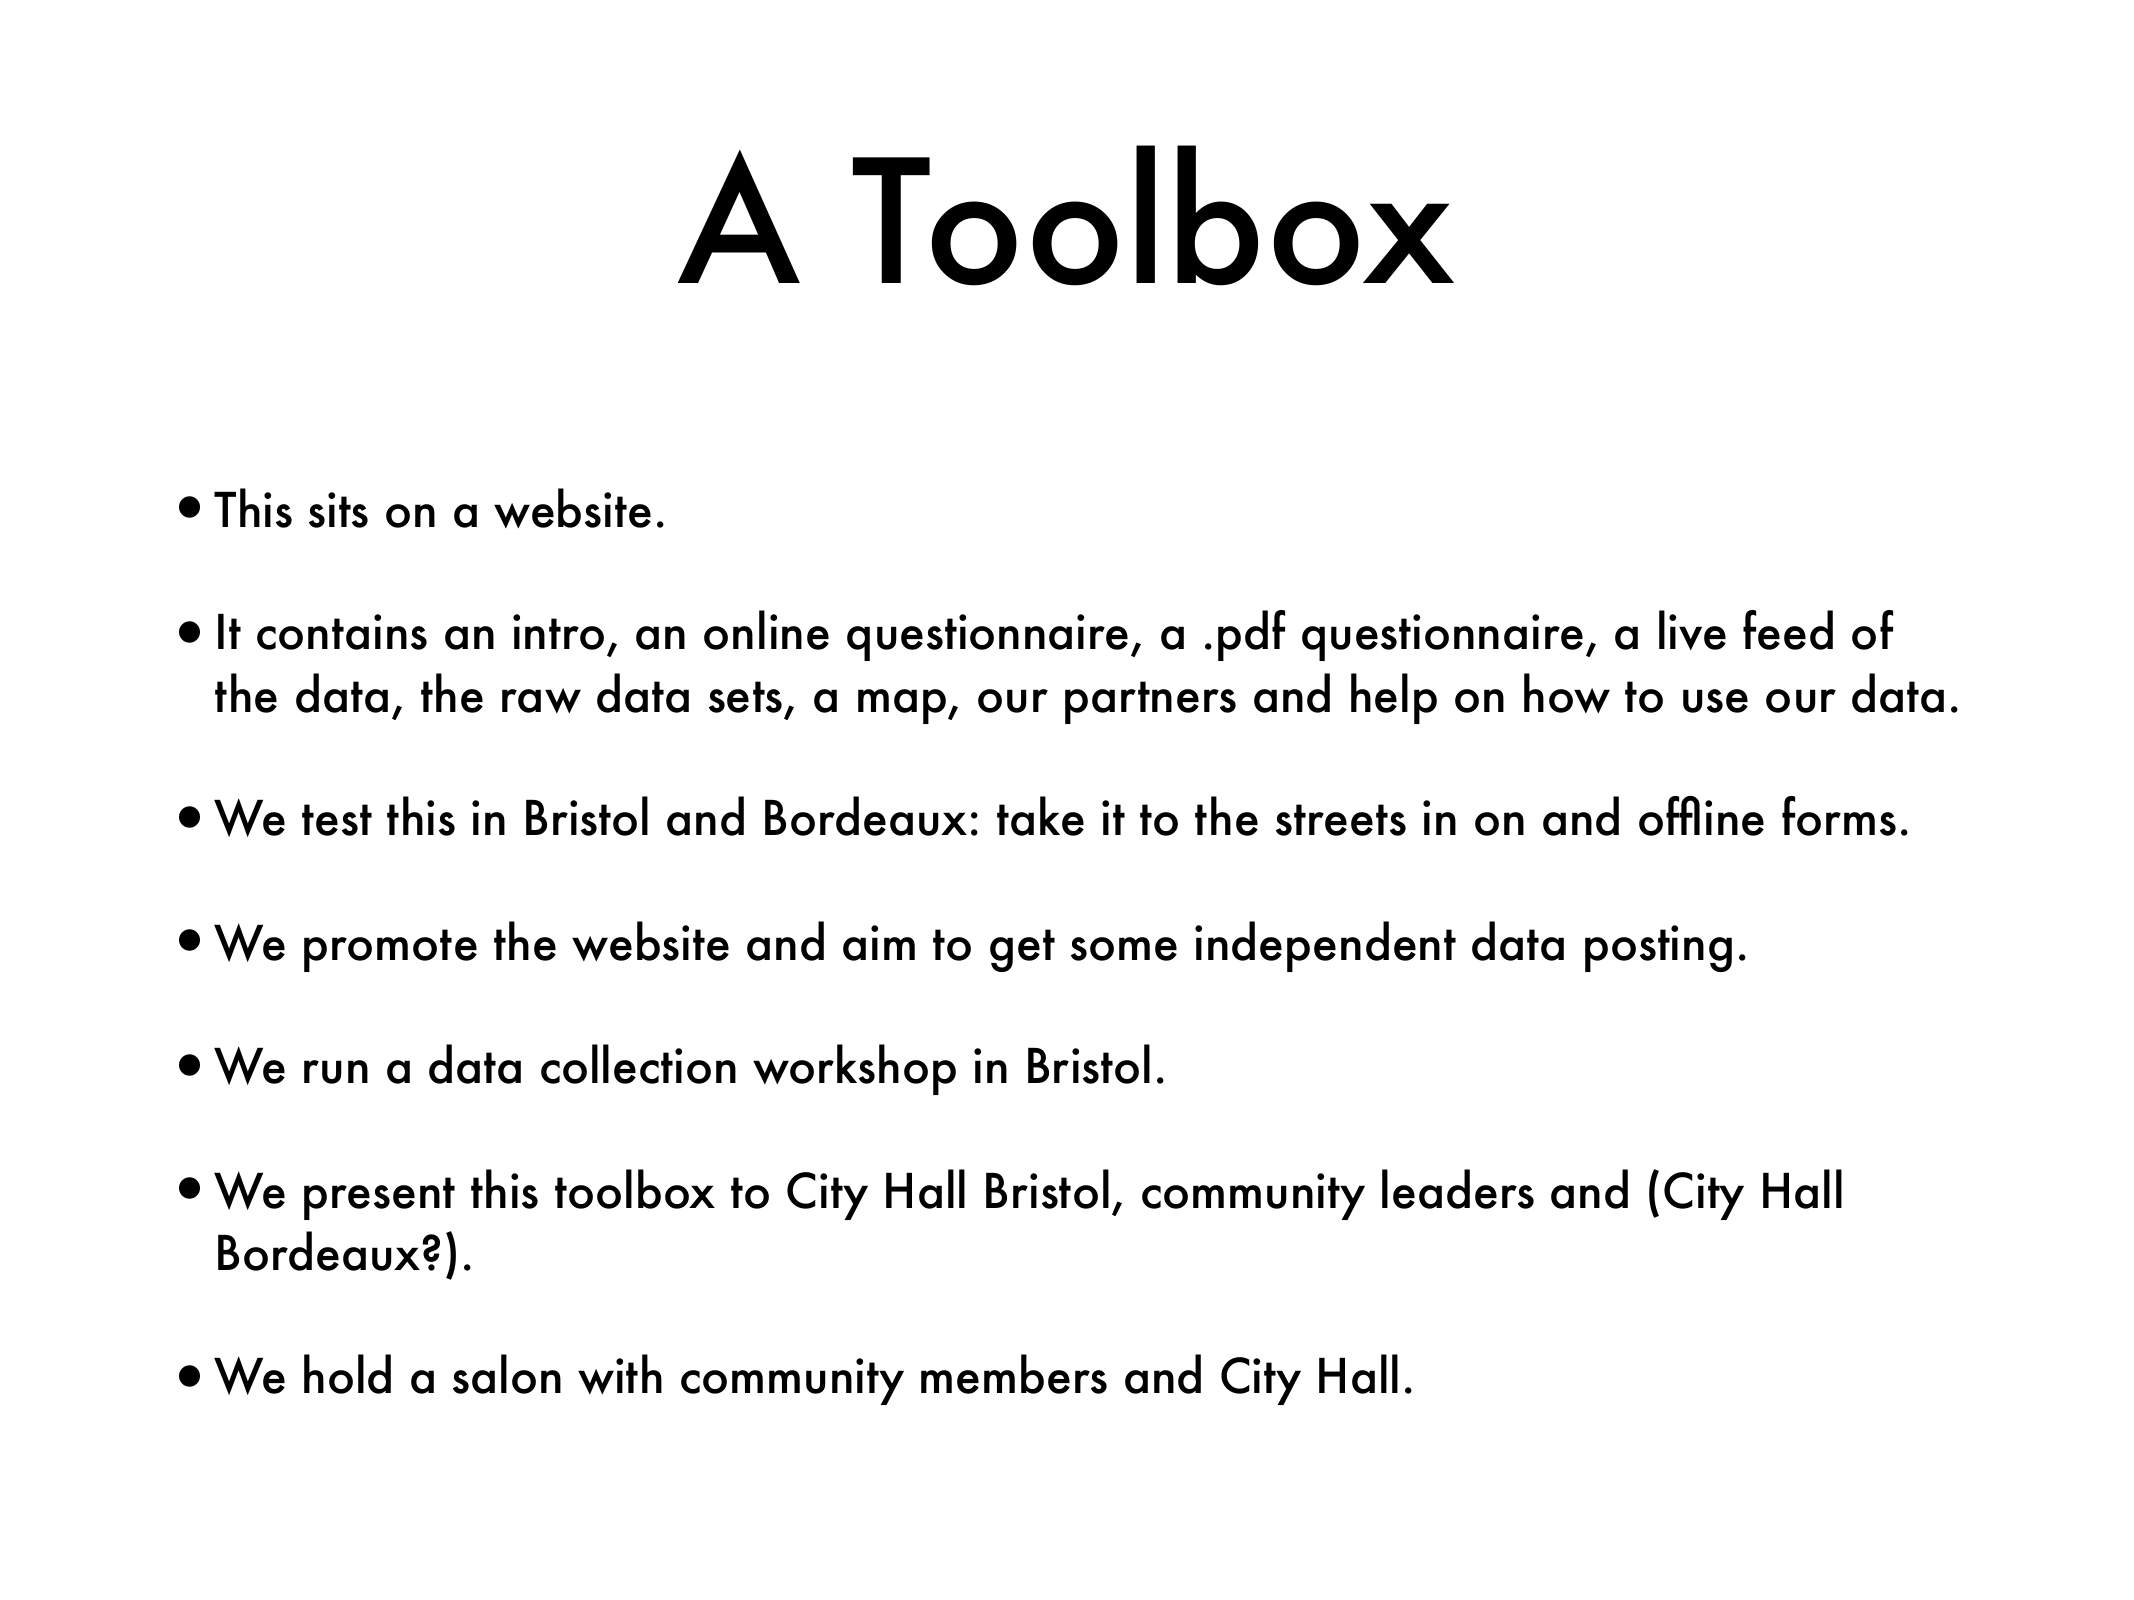 A Toolbox
• This sits on a website.
• It contains an intro, an online questionnaire, a .pdf questionnaire, a live feed of
the data, the raw data sets, a map, our partners and help on how to use our data.
• We test this in Bristol and Bordeaux: take it to the streets in on and offline forms.
• We promote the website and aim to get some independent data posting.
• We run a data collection workshop in Bristol.
• We present this toolbox to City Hall Bristol, community leaders and (City Hall
Bordeaux?).
• We hold a salon with community members and City Hall.